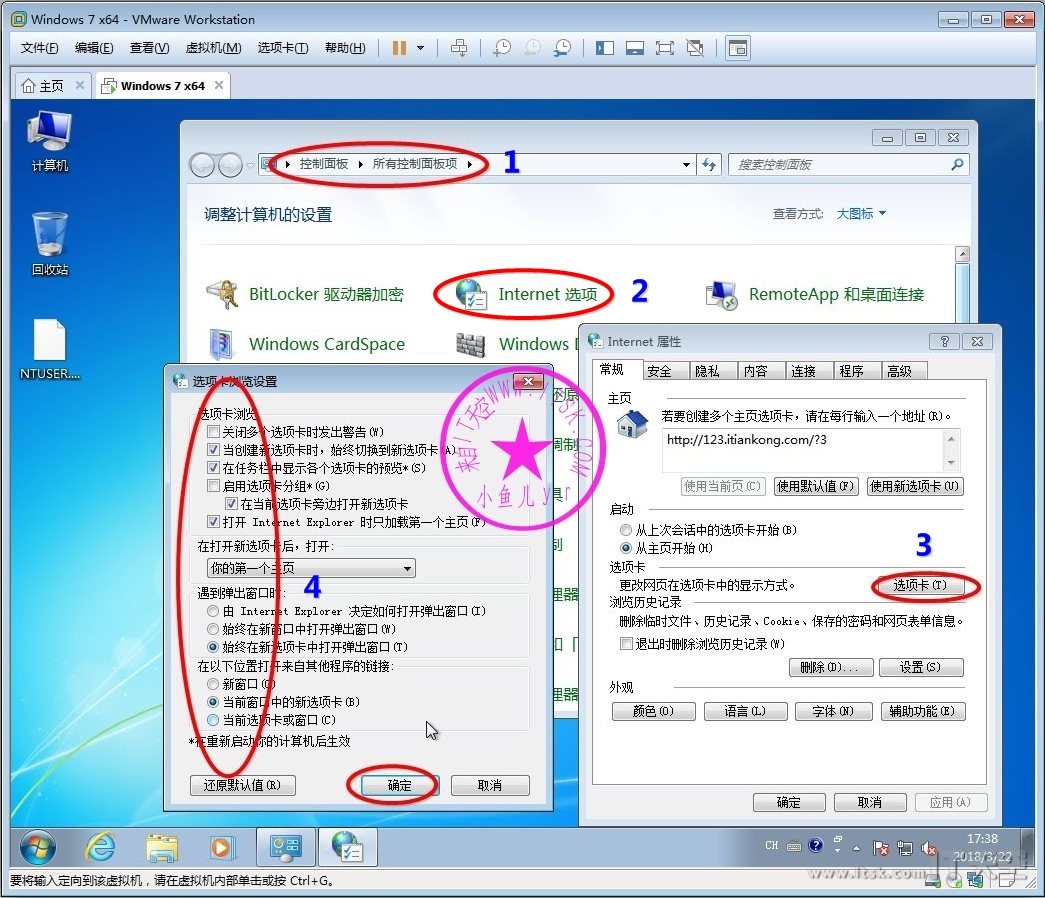 Windows 7 x64 - VMware Workstation
文件(F) 编辑(E) 查看(V) 虚拟机(M) 选项卡(T) 帮助(H)
主页 Windows 7 x64
计算机
回收站
NTUSER....
控制面板 所有控制面板项 1 搜索控制面板
调整计算机的设置 查看方式: 大图标
BitLocker 驱动器加密 Internet 选项 2 RemoteApp 和桌面连接
Windows CardSpace Windows D
Internet 属性
常规 安全 隐私 内容 连接 程序 高级
主页
若要创建多个主页选项卡，请在每行输入一个地址(R)。
http://123.itiankong.com/?3
使用当前页(C) 使用默认值(F) 使用新选项卡(U)
启动
从上次会话中的选项卡开始(B)
从主页开始(H) 3
选项卡
更改网页在选项卡中的显示方式。 选项卡(T)
浏览历史记录
删除临时文件、历史记录、Cookie、保存的密码和网页表单信息。
退出时删除浏览历史记录(W)
删除(D)... 设置(S)
外观
颜色(O) 语言(L) 字体(N) 辅助功能(E)
确定 取消 应用(A)
选项卡浏览设置
选项卡浏览
关闭多个选项卡时发出警告(W)
当创建新选项卡时，始终切换到新选项卡(A)
在任务栏中显示各个选项卡的预览*(S)
启用选项卡分组*(G)
在当前选项卡旁边打开新选项卡
打开 Internet Explorer 时只加载第一个主页(F)
在打开新选项卡后，打开:
你的第一个主页
遇到弹出窗口时: 4
由 Internet Explorer 决定如何打开弹出窗口(I)
始终在新窗口中打开弹出窗口(W)
始终在新选项卡中打开弹出窗口(T)
在以下位置打开来自其他程序的链接:
新窗口(O)
当前窗口中的新选项卡(B)
当前选项卡或窗口(C)
*在重新启动你的计算机后生效
还原默认值(R) 确定 取消
来自IT天空WWW.ITSK.COM
小鱼儿yr
CH 17:38
2018/3/22
www.itsk.com IT天空
要将输入定向到该虚拟机，请在虚拟机内部单击或按 Ctrl+G。